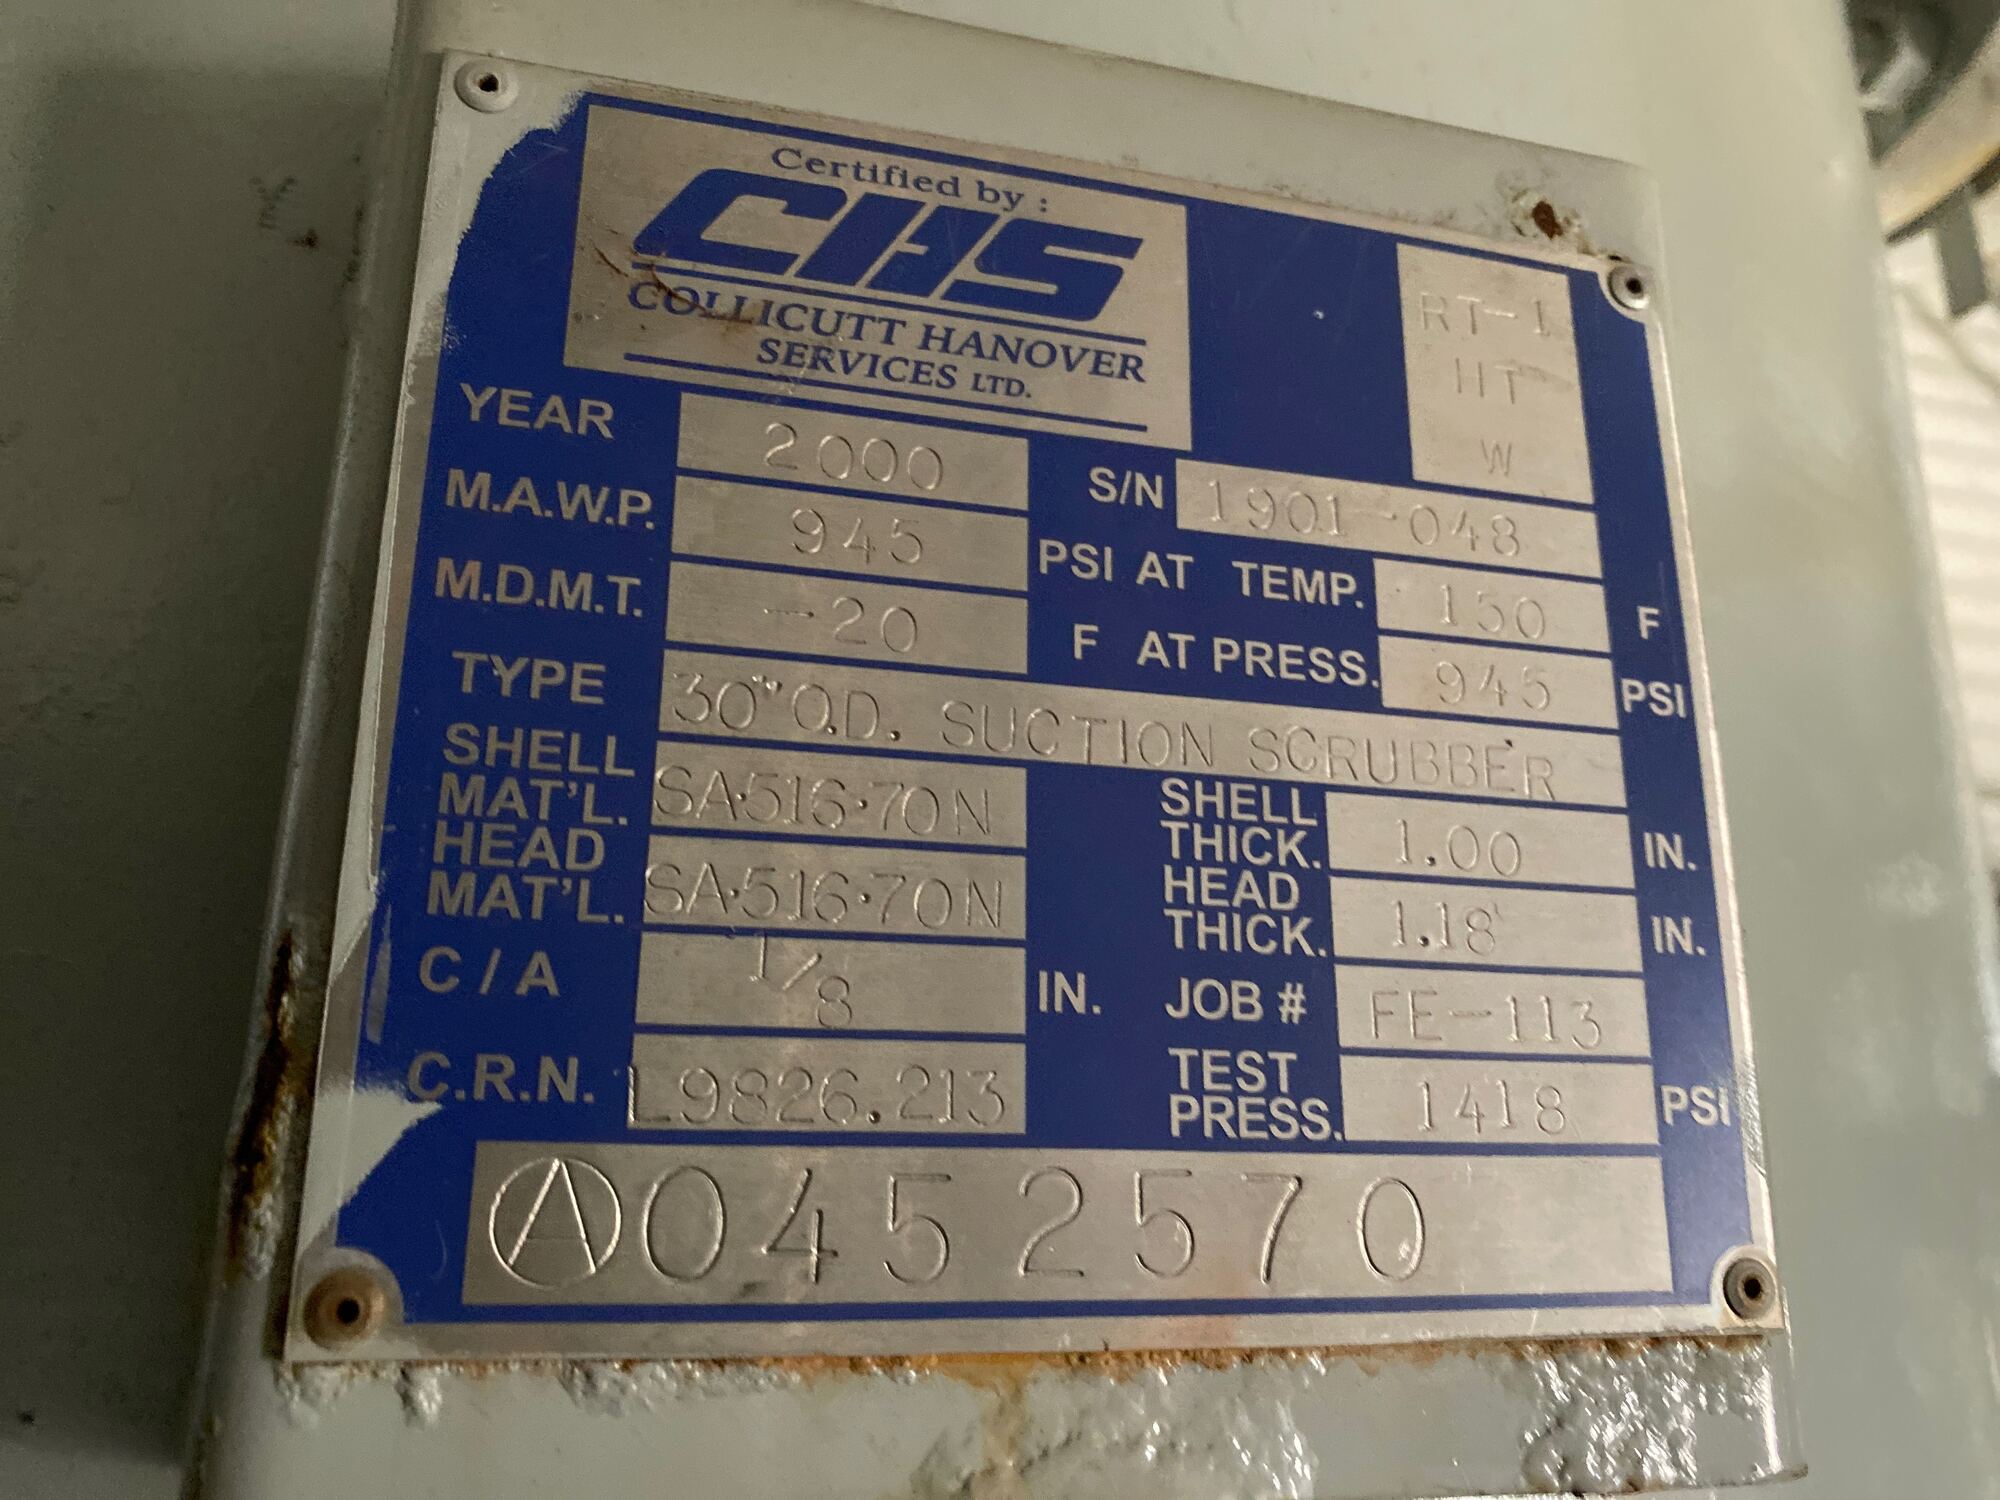 Certified by :
CHS
COLLICUTT HANOVER
SERVICES LTD.
RT-1
HT
W
YEAR 2000
S/N 1901-048
M.A.W.P. 945 PSI AT TEMP. 150 F
M.D.M.T. -20 F AT PRESS. 945 PSI
TYPE 30" O.D. SUCTION SCRUBBER
SHELL MAT'L. SA·516·70N
SHELL THICK. 1.00 IN.
HEAD MAT'L. SA·516·70N
HEAD THICK. 1.18 IN.
C / A 1/8 IN.
JOB # FE-113
C.R.N. L9826.213
TEST PRESS. 1418 PSI
Ⓐ0452570